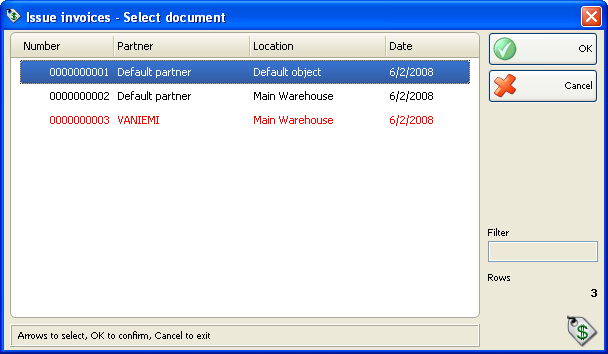 Issue invoices - Select document
Number Partner Location Date
0000000001 Default partner Default object 6/2/2008
0000000002 Default partner Main Warehouse 6/2/2008
0000000003 VANIEMI Main Warehouse 6/2/2008
OK
Cancel
Filter
Rows
3
Arrows to select, OK to confirm, Cancel to exit